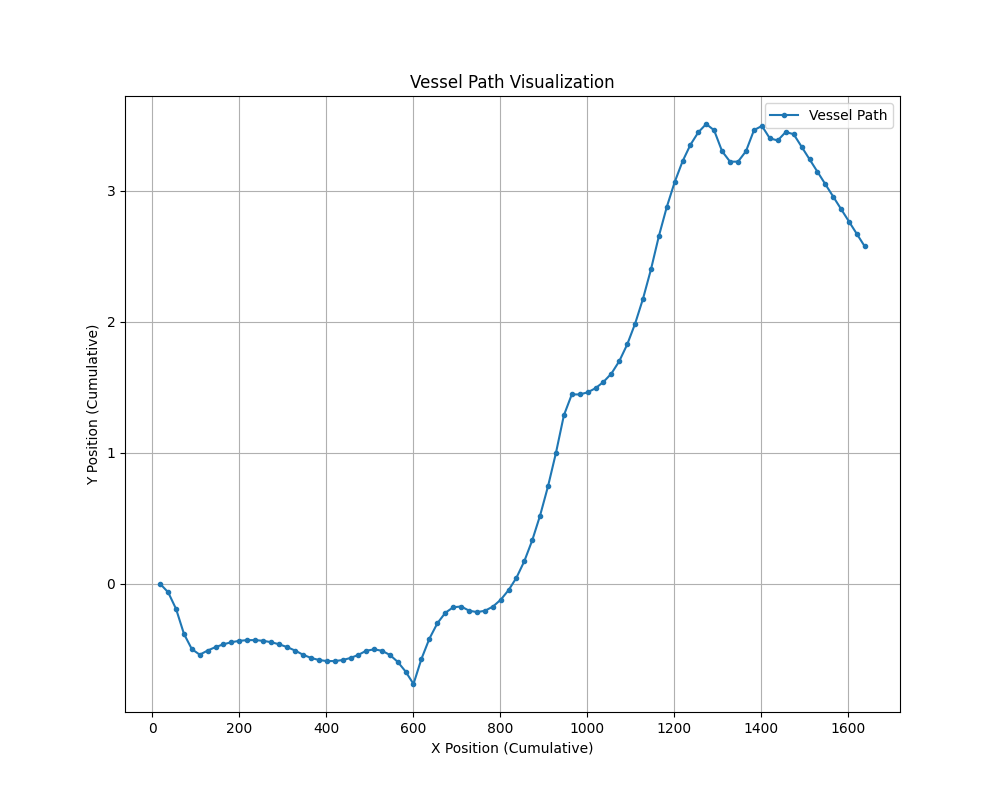 Vessel Path Visualization
Vessel Path
3
2
1
0
Y Position (Cumulative)
0 200 400 600 800 1000 1200 1400 1600
X Position (Cumulative)